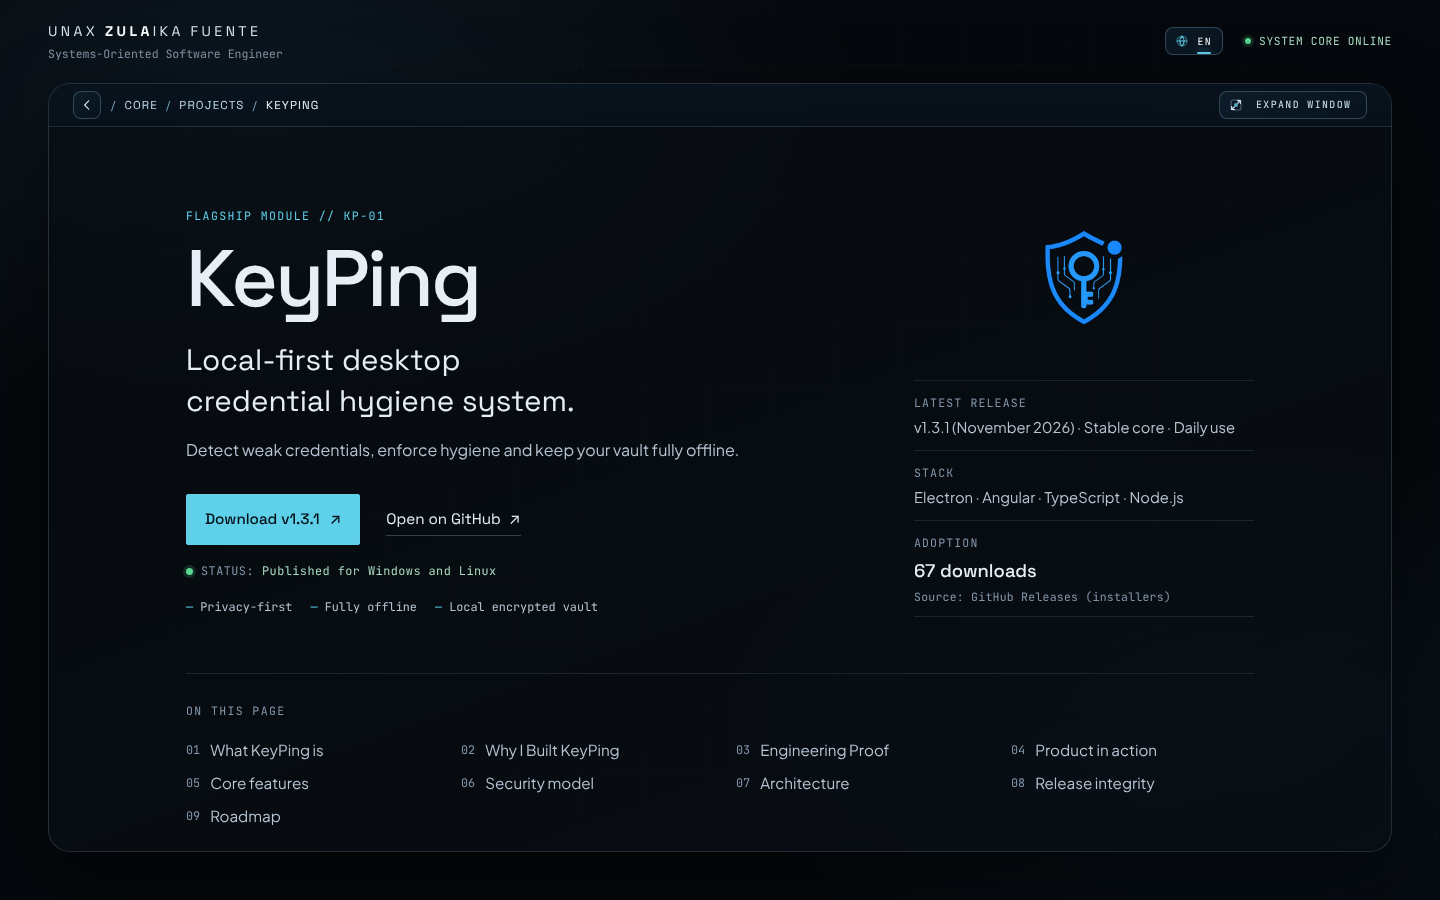 UNAX ZULAIKA FUENTE
Systems-Oriented Software Engineer
EN
SYSTEM CORE ONLINE
/ CORE / PROJECTS / KEYPING
EXPAND WINDOW
FLAGSHIP MODULE // KP-01
KeyPing
Local-first desktop
credential hygiene system.
Detect weak credentials, enforce hygiene and keep your vault fully offline.
Download v1.3.1 ↗
Open on GitHub ↗
STATUS: Published for Windows and Linux
— Privacy-first — Fully offline — Local encrypted vault
LATEST RELEASE
v1.3.1 (November 2026) · Stable core · Daily use
STACK
Electron · Angular · TypeScript · Node.js
ADOPTION
67 downloads
Source: GitHub Releases (installers)
ON THIS PAGE
01 What KeyPing is
02 Why I Built KeyPing
03 Engineering Proof
04 Product in action
05 Core features
06 Security model
07 Architecture
08 Release integrity
09 Roadmap